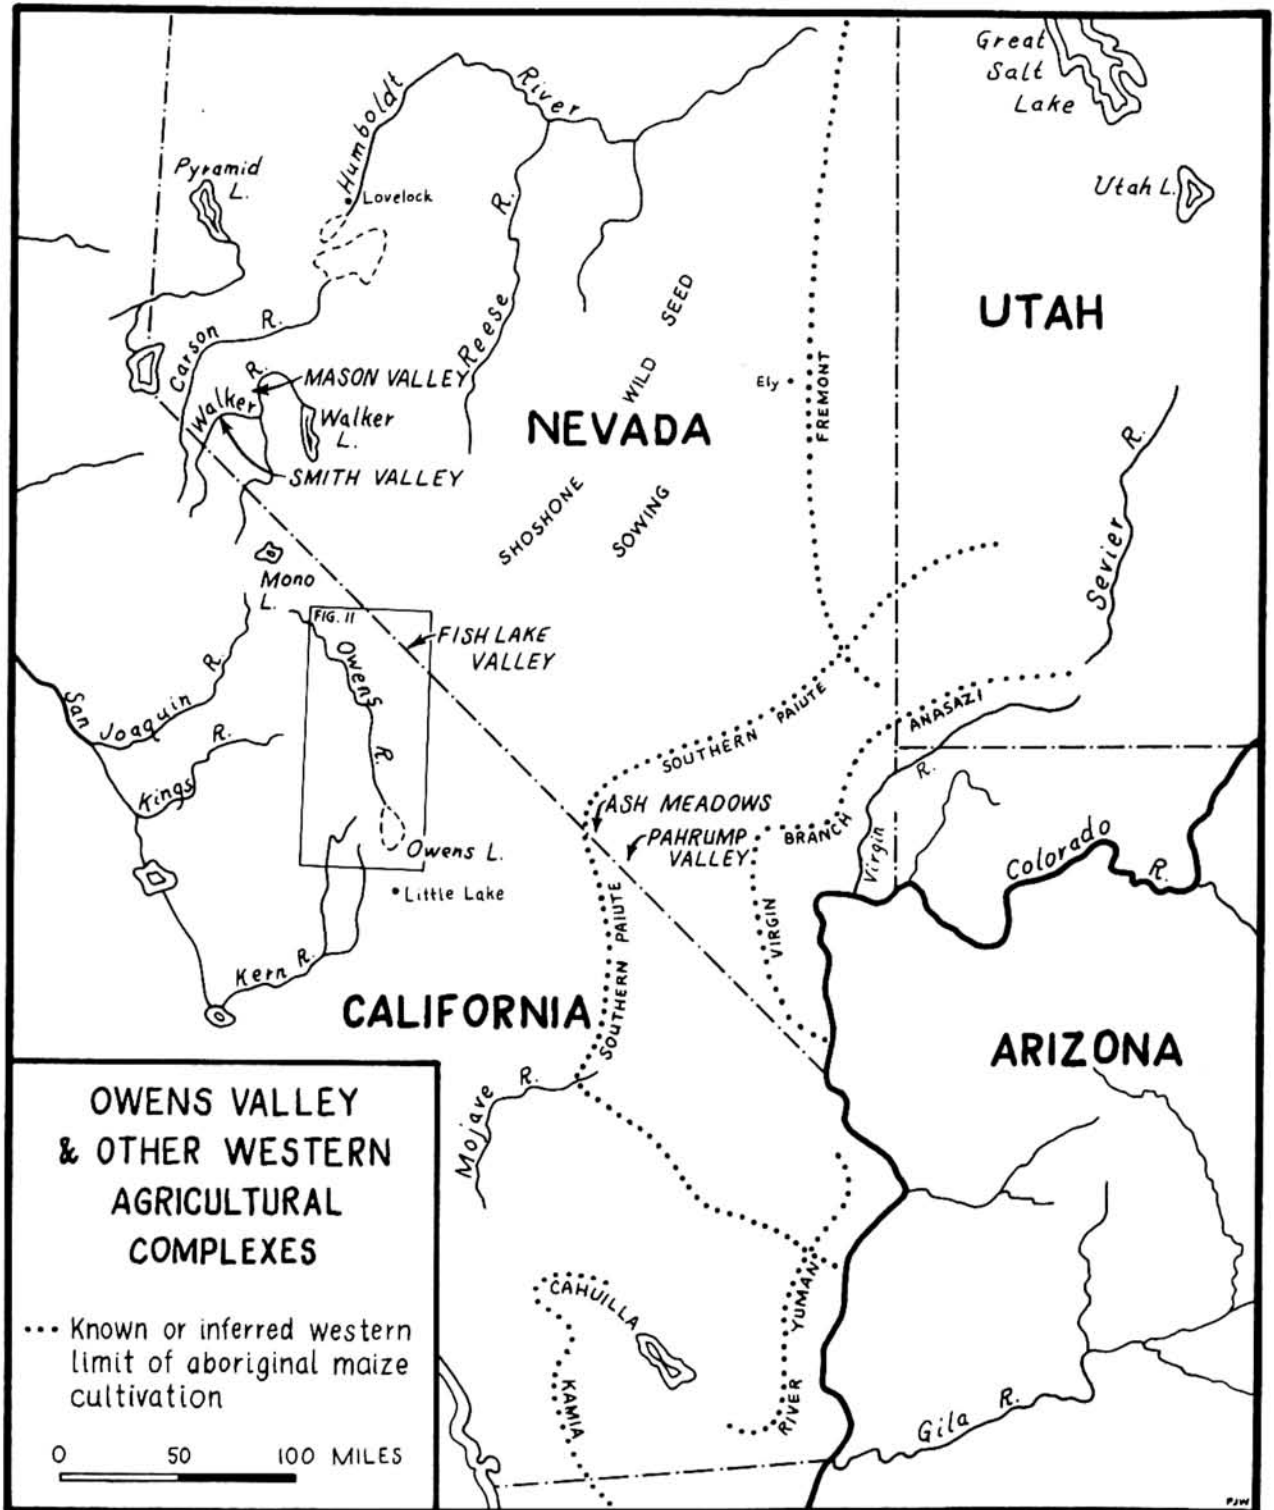 Great
Salt
Lake
Humboldt
River
Pyramid
L.
Lovelock
Utah L.
R.
Carson R.
Reese
SEED
WILD
UTAH
FREMONT
Ely
R.
MASON VALLEY
Walker
Walker
L.
NEVADA
SMITH VALLEY
SHOSHONE
SOWING
R.
Sevier
Mono
L.
FIG. 11
FISH LAKE
VALLEY
Owens
R.
San
Joaquin
R.
Kings
R.
SOUTHERN PAIUTE
ANASAZI
R.
ASH MEADOWS
BRANCH
PAHRUMP
VALLEY
Virgin
Colorado
R.
Owens L.
Little Lake
SOUTHERN PAIUTE
VIRGIN
Kern R.
CALIFORNIA
ARIZONA
Mojave
R.
OWENS VALLEY
& OTHER WESTERN
AGRICULTURAL
COMPLEXES
CAHUILLA
YUMAN
RIVER
KAMIA
Gila R.
••• Known or inferred western
limit of aboriginal maize
cultivation
0 50 100 MILES
PJW